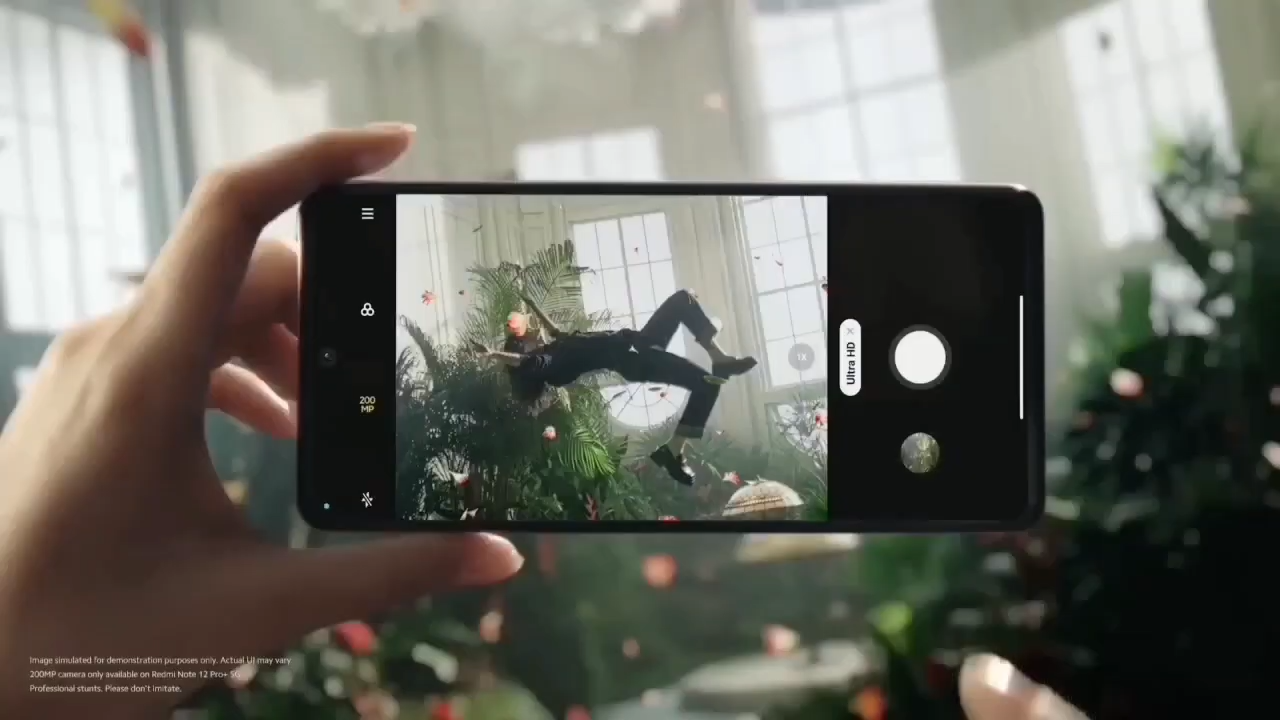 200
MP
1X
Ultra HD ×
Image simulated for demonstration purposes only. Actual UI may vary
200MP camera only available on Redmi Note 12 Pro+ 5G
Professional stunts. Please don't imitate.